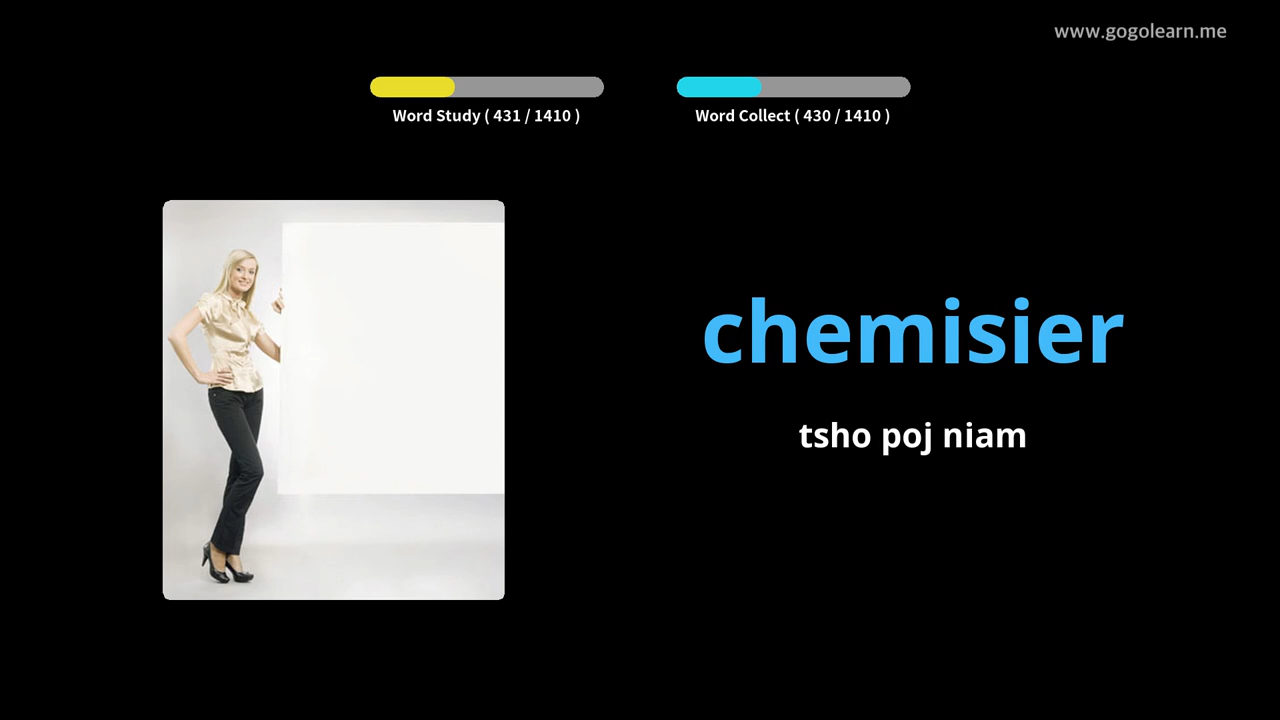 www.gogolearn.me
Word Study ( 431 / 1410 )
Word Collect ( 430 / 1410 )
chemisier
tsho poj niam